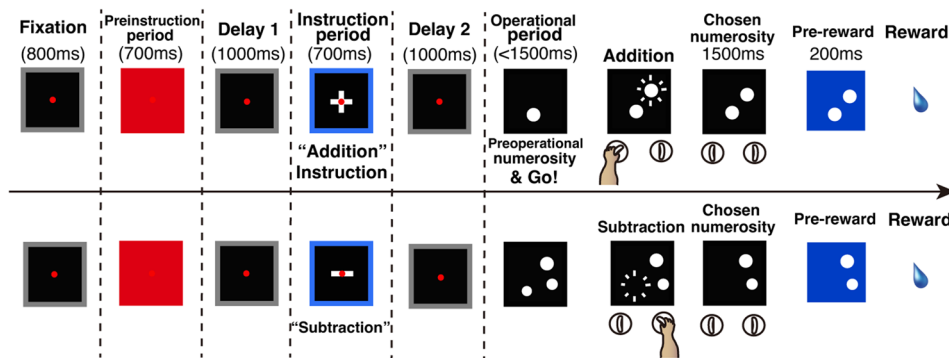 Fixation
(800ms)
Preinstruction
period
(700ms)
Delay 1
(1000ms)
Instruction
period
(700ms)
Delay 2
(1000ms)
Operational
period
(<1500ms)
Addition
Chosen
numerosity
1500ms
Pre-reward
200ms
Reward
“Addition”
Instruction
Preoperational
numerosity
& Go!
Subtraction
Chosen
numerosity
Pre-reward
Reward
“Subtraction”